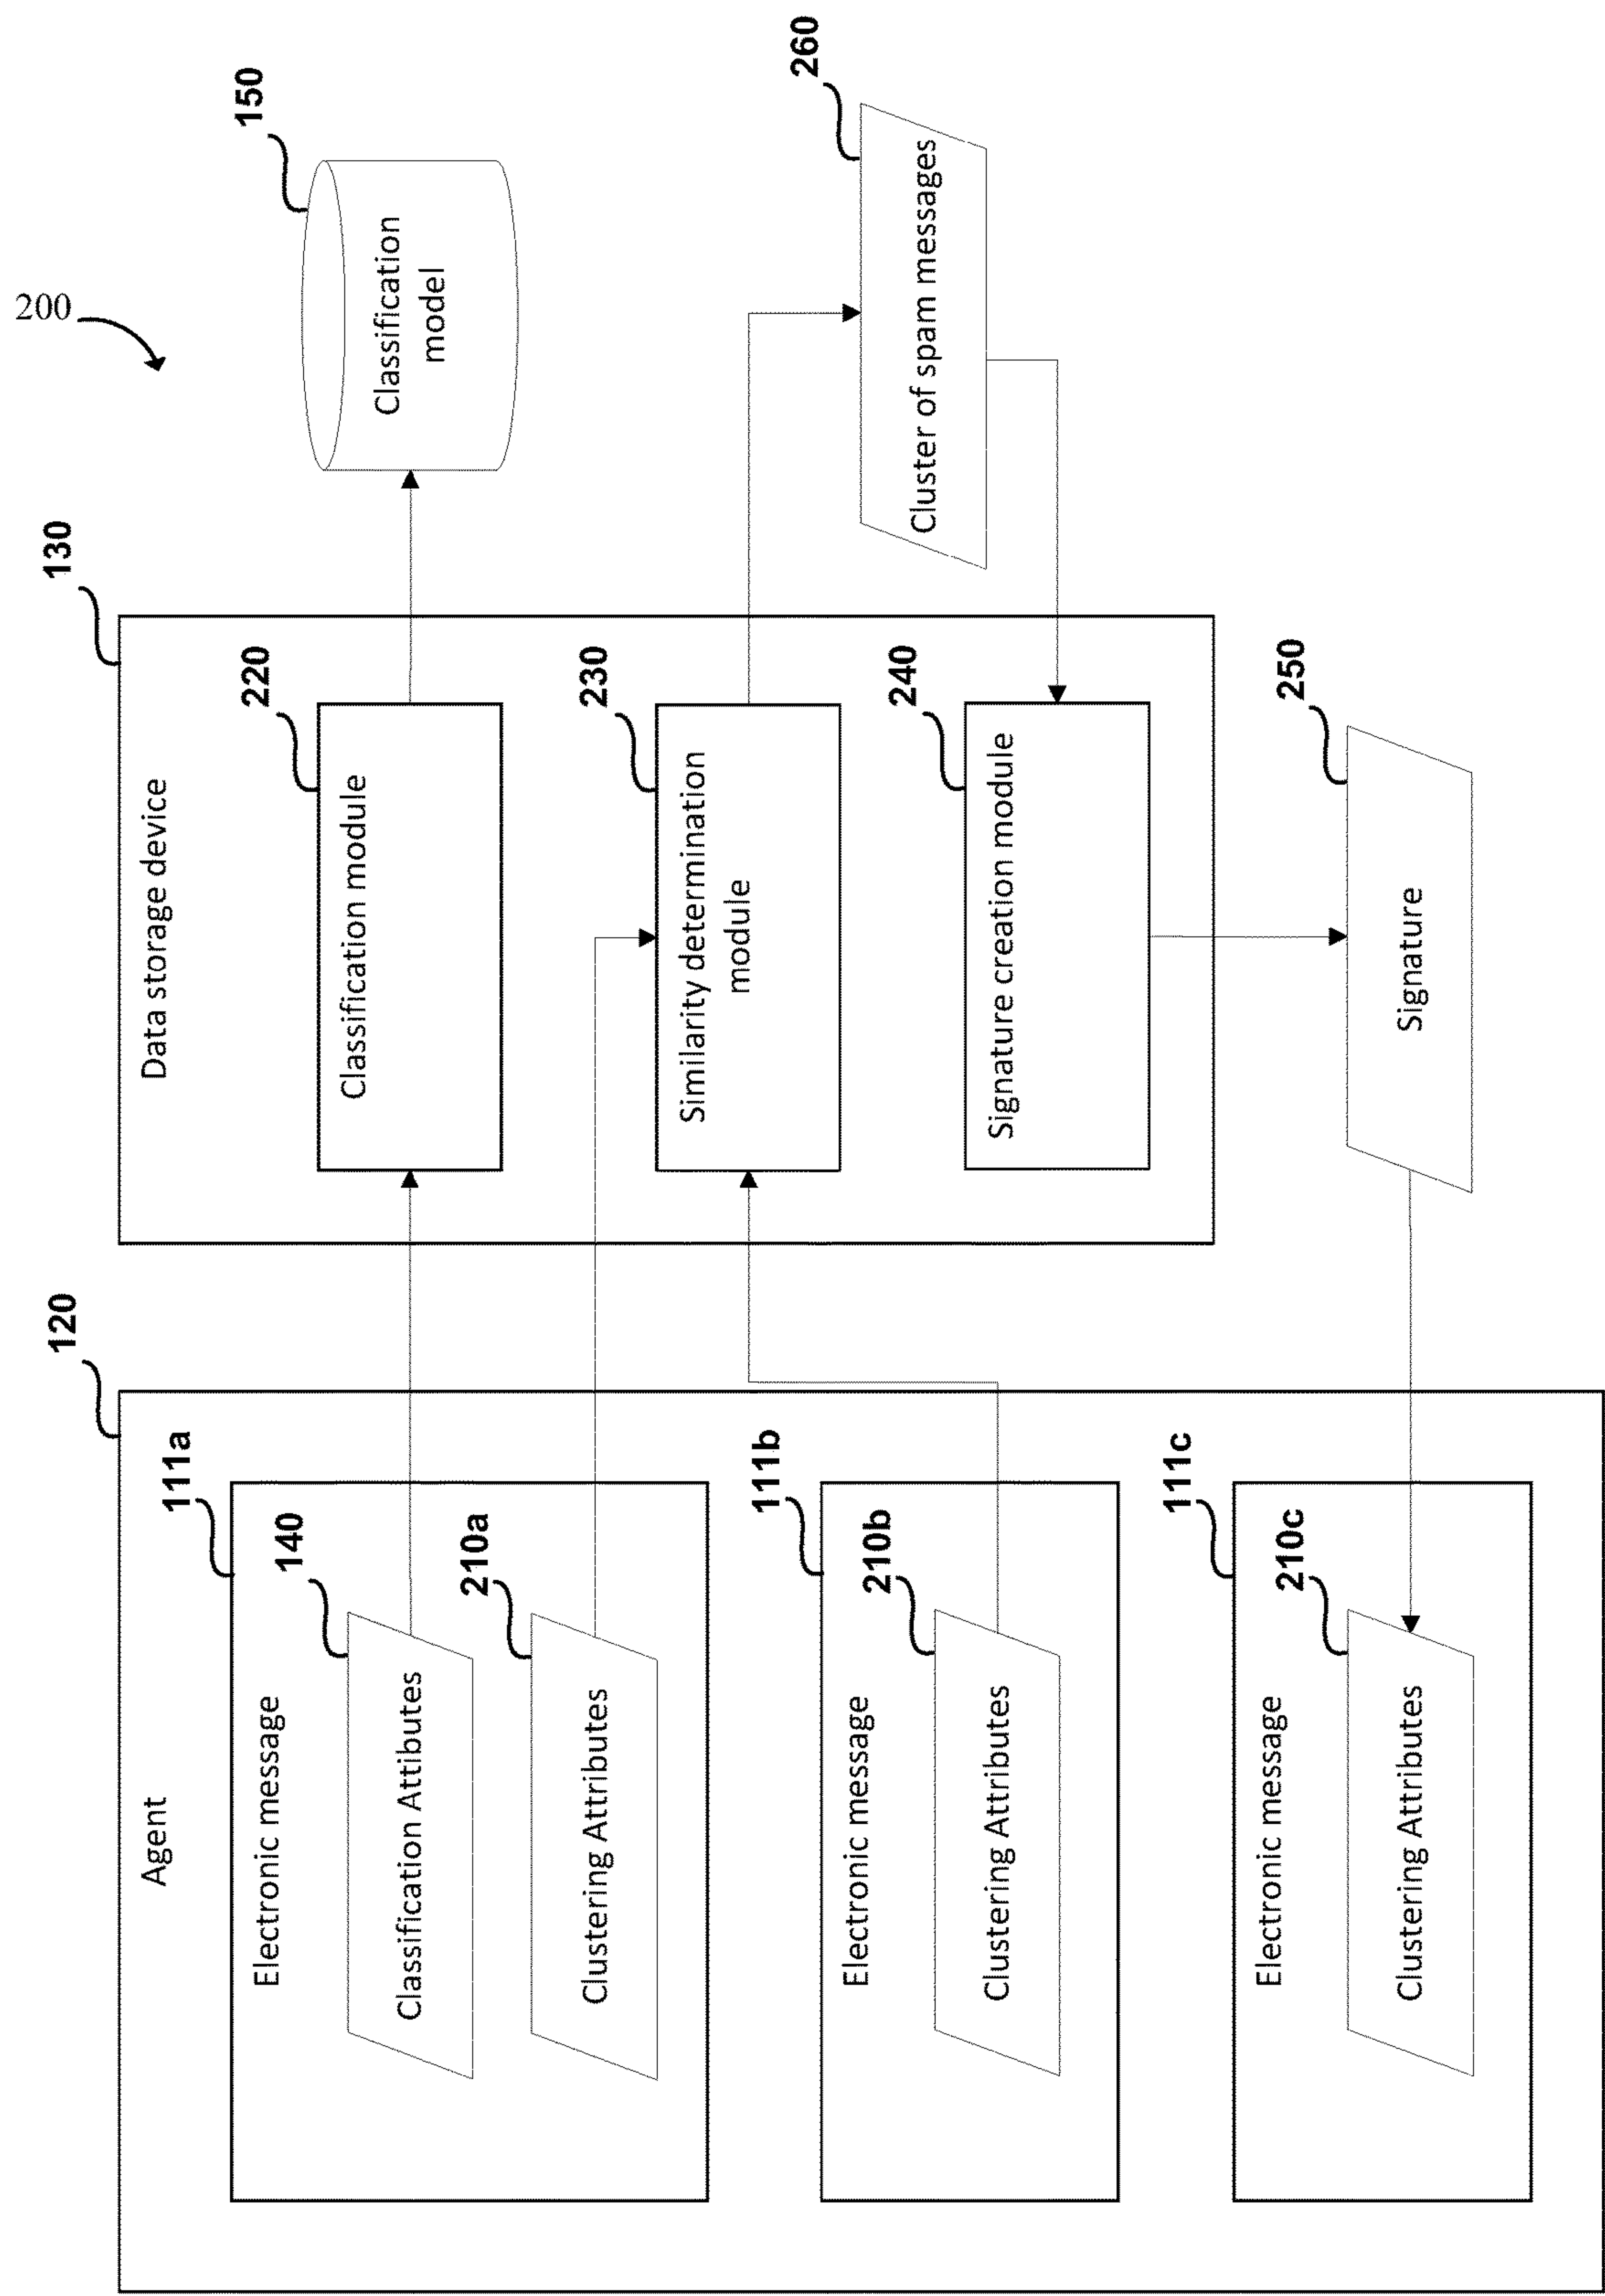 200
120
Agent
111a
Electronic message
140
Classification Attibutes
210a
Clustering Attributes
111b
Electronic message
210b
Clustering Attributes
111c
Electronic message
210c
Clustering Attributes
130
Data storage device
220
Classification module
230
Similarity determination
module
240
Signature creation module
250
Signature
150
Classification
model
260
Cluster of spam messages